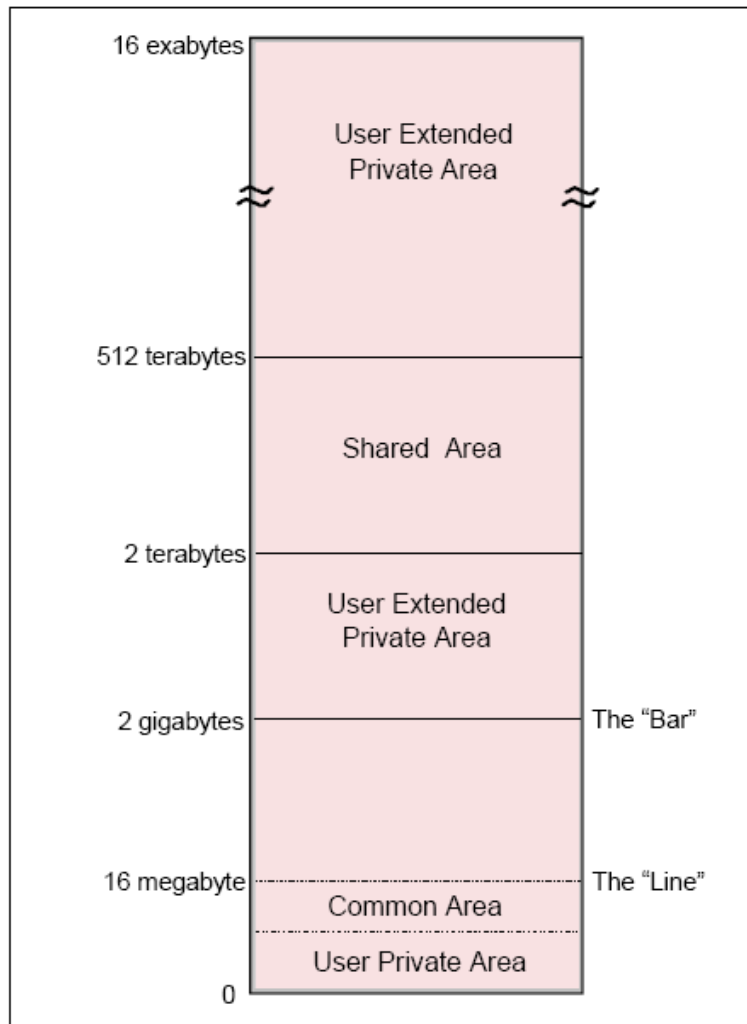 16 exabytes
User Extended
Private Area
512 terabytes
Shared Area
2 terabytes
User Extended
Private Area
2 gigabytes
The “Bar”
16 megabyte
The “Line”
Common Area
User Private Area
0